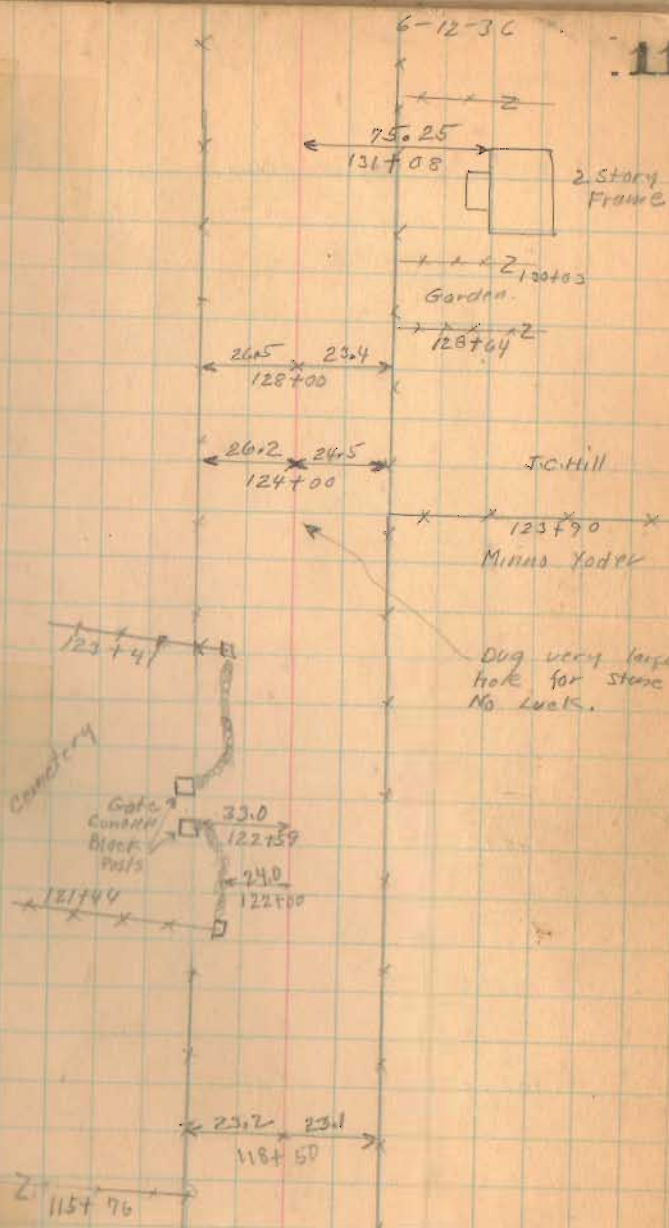 6-12-36
11
Z
75.25
131+08
2 Story
Frame
Z 130+03
Garden.
Z
128+64
26.5 23.4
128+00
26.2 24.5
124+00
J.C. Hill
123+90
Minno Yoder
123+41
Dug very large
hole for stone
No Luck.
Cemetery
Gate
Block
Posts
33.0
122+59
24.0
122+00
121+44
23.2 23.1
118+50
Z
115+76